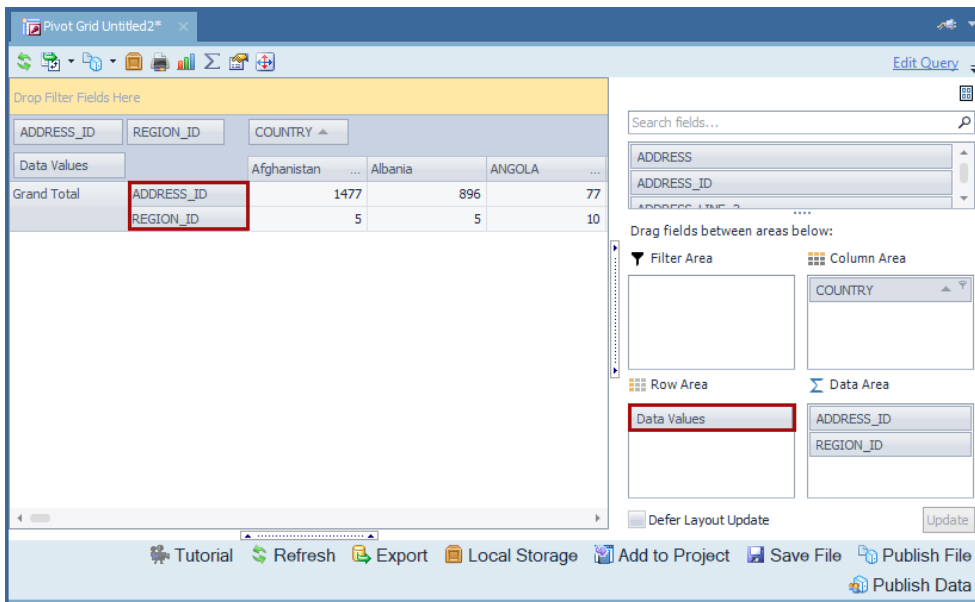 Pivot Grid Untitled2*
Edit Query
Drop Filter Fields Here
ADDRESS_ID REGION_ID COUNTRY
Data Values Afghanistan ... Albania ANGOLA ...
Grand Total ADDRESS_ID 1477 896 77
REGION_ID 5 5 10
Search fields...
ADDRESS
ADDRESS_ID
ADDRESS_LINE_2
Drag fields between areas below:
Filter Area Column Area
COUNTRY
Row Area Data Area
Data Values ADDRESS_ID
REGION_ID
Defer Layout Update Update
Tutorial Refresh Export Local Storage Add to Project Save File Publish File
Publish Data